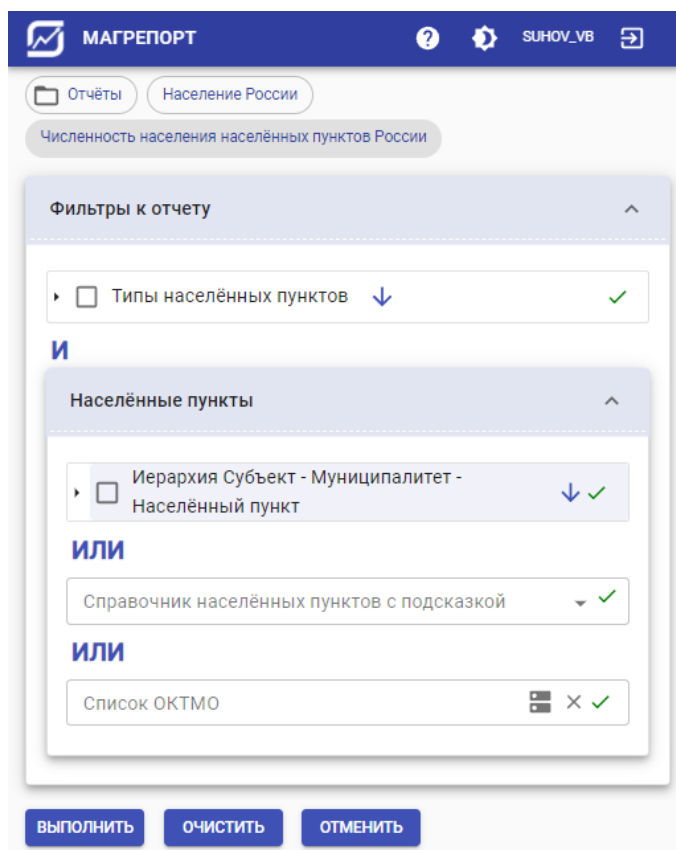 МАГРЕПОРТ
SUHOV_VB
Отчёты
Население России
Численность населения населённых пунктов России
Фильтры к отчету
Типы населённых пунктов
И
Населённые пункты
Иерархия Субъект - Муниципалитет -
Населённый пункт
ИЛИ
Справочник населённых пунктов с подсказкой
ИЛИ
Список ОКТМО
ВЫПОЛНИТЬ
ОЧИСТИТЬ
ОТМЕНИТЬ